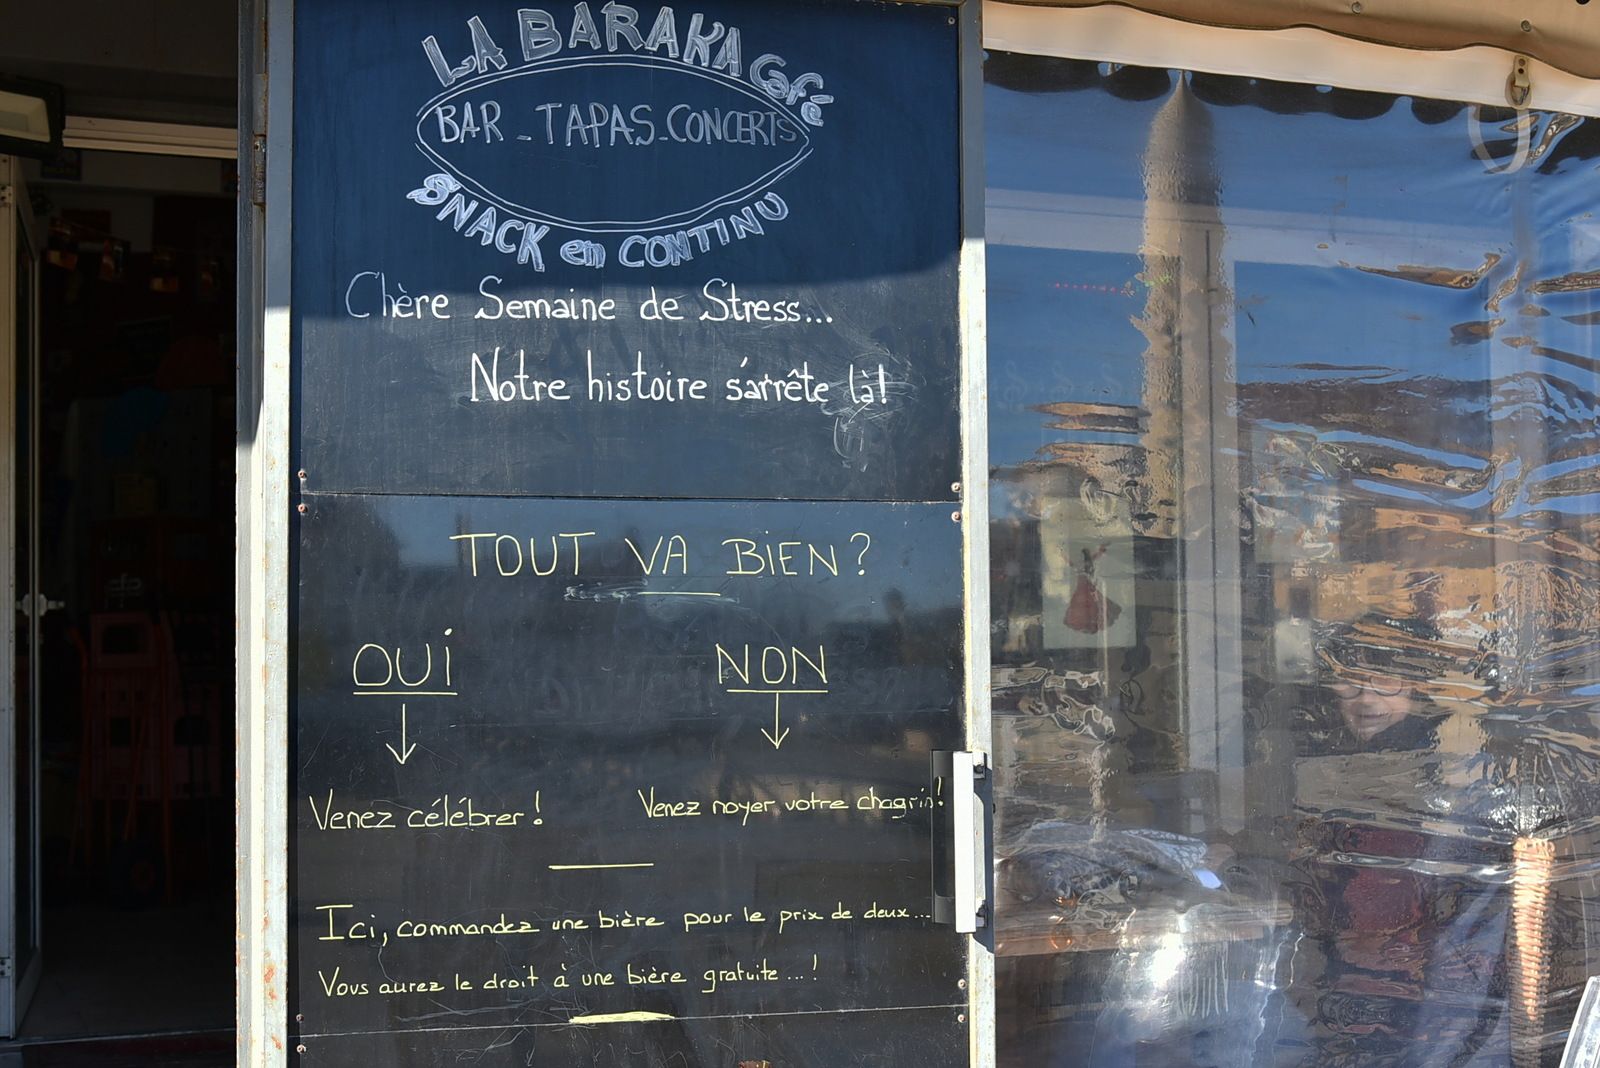 LA BARAKA Café
BAR - TAPAS - CONCERTS
SNACK en CONTINU
Chère Semaine de Stress...
Notre histoire s'arrête là!
TOUT VA BIEN?
OUI
NON
Venez célébrer!
Venez noyer votre chagrin!
Ici, commandez une bière pour le prix de deux...
Vous aurez le droit à une bière gratuite...!